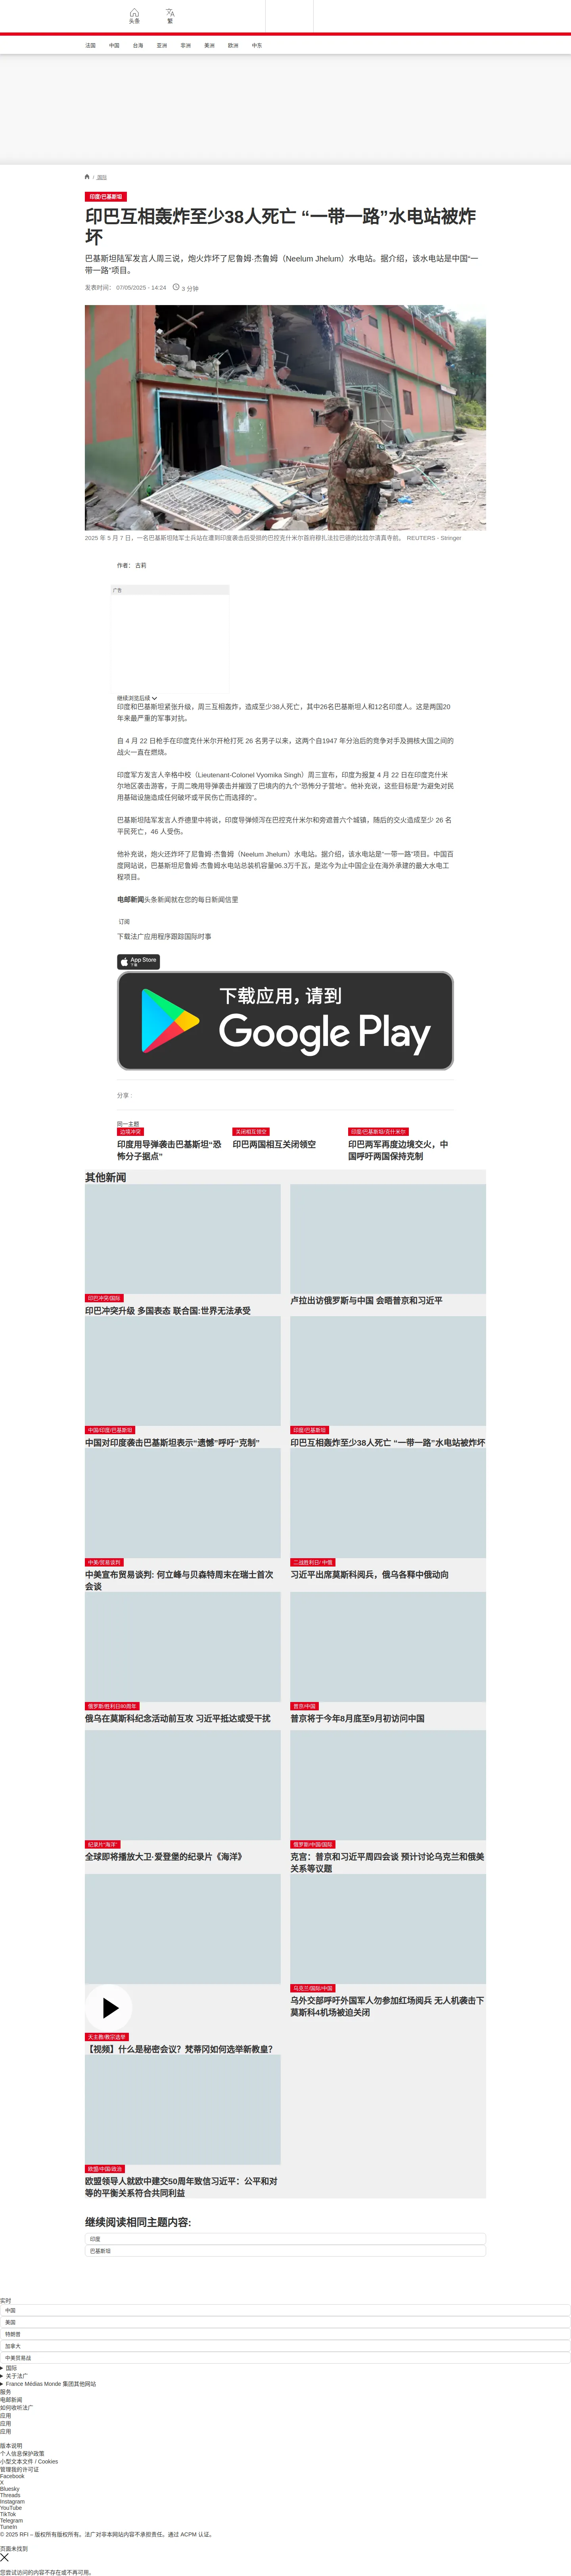 头条
繁
法国 中国 台海 亚洲 非洲 美洲 欧洲 中东
/ 国际
印度/巴基斯坦
印巴互相轰炸至少38人死亡 “一带一路”水电站被炸
坏
巴基斯坦陆军发言人周三说，炮火炸坏了尼鲁姆·杰鲁姆（Neelum Jhelum）水电站。据介绍，该水电站是中国“一
带一路”项目。
发表时间： 07/05/2025 - 14:24 3 分钟
2025 年 5 月 7 日，一名巴基斯坦陆军士兵站在遭到印度袭击后受损的巴控克什米尔首府穆扎法拉巴德的比拉尔清真寺前。 REUTERS - Stringer
作者： 古莉
广告
继续浏览后续
印度和巴基斯坦紧张升级，周三互相轰炸，造成至少38人死亡，其中26名巴基斯坦人和12名印度人。这是两国20
年来最严重的军事对抗。
自 4 月 22 日枪手在印度克什米尔开枪打死 26 名男子以来，这两个自1947 年分治后的竞争对手及拥核大国之间的
战火一直在燃烧。
印度军方发言人辛格中校（Lieutenant-Colonel Vyomika Singh）周三宣布，印度为报复 4 月 22 日在印度克什米
尔地区袭击游客，于周二晚用导弹袭击并摧毁了巴境内的九个“恐怖分子营地”。他补充说，这些目标是“为避免对民
用基础设施造成任何破坏或平民伤亡而选择的”。
巴基斯坦陆军发言人乔德里中将说，印度导弹倾泻在巴控克什米尔和旁遮普六个城镇，随后的交火造成至少 26 名
平民死亡，46 人受伤。
他补充说，炮火还炸坏了尼鲁姆·杰鲁姆（Neelum Jhelum）水电站。据介绍，该水电站是“一带一路”项目。中国百
度网站说，巴基斯坦尼鲁姆·杰鲁姆水电站总装机容量96.3万千瓦，是迄今为止中国企业在海外承建的最大水电工
程项目。
电邮新闻头条新闻就在您的每日新闻信里
订阅
下载法广应用程序跟踪国际时事
App Store
下载
下载应用，请到
Google Play
分享 :
同一主题
边境冲突
印度用导弹袭击巴基斯坦“恐
怖分子据点”
关闭相互领空
印巴两国相互关闭领空
印度/巴基斯坦/克什米尔
印巴两军再度边境交火，中
国呼吁两国保持克制
其他新闻
印巴冲突/国际
印巴冲突升级 多国表态 联合国:世界无法承受
卢拉出访俄罗斯与中国 会晤普京和习近平
中国/印度/巴基斯坦
中国对印度袭击巴基斯坦表示“遗憾”呼吁“克制”
印度/巴基斯坦
印巴互相轰炸至少38人死亡 “一带一路”水电站被炸坏
中美/贸易谈判
中美宣布贸易谈判: 何立峰与贝森特周末在瑞士首次
会谈
二战胜利日/ 中俄
习近平出席莫斯科阅兵，俄乌各释中俄动向
俄罗斯/胜利日80周年
俄乌在莫斯科纪念活动前互攻 习近平抵达或受干扰
普京/中国
普京将于今年8月底至9月初访问中国
纪录片“海洋”
全球即将播放大卫·爱登堡的纪录片《海洋》
俄罗斯/中国/国际
克宫：普京和习近平周四会谈 预计讨论乌克兰和俄美
关系等议题
天主教/教宗选举
【视频】什么是秘密会议？梵蒂冈如何选举新教皇？
乌克兰/国际/中国
乌外交部呼吁外国军人勿参加红场阅兵 无人机袭击下
莫斯科4机场被迫关闭
欧盟/中国/政治
欧盟领导人就欧中建交50周年致信习近平：公平和对
等的平衡关系符合共同利益
继续阅读相同主题内容:
印度
巴基斯坦
实时
中国
美国
特朗普
加拿大
中美贸易战
国际
关于法广
France Médias Monde 集团其他网站
服务
电邮新闻
如何收听法广
应用
应用
应用
版本说明
个人信息保护政策
小型文本文件 / Cookies
管理我的许可证
Facebook
X
Bluesky
Threads
Instagram
YouTube
TikTok
Telegram
TuneIn
© 2025 RFI – 版权所有版权所有。法广对非本网站内容不承担责任。通过 ACPM 认证。
页面未找到
您尝试访问的内容不存在或不再可用。